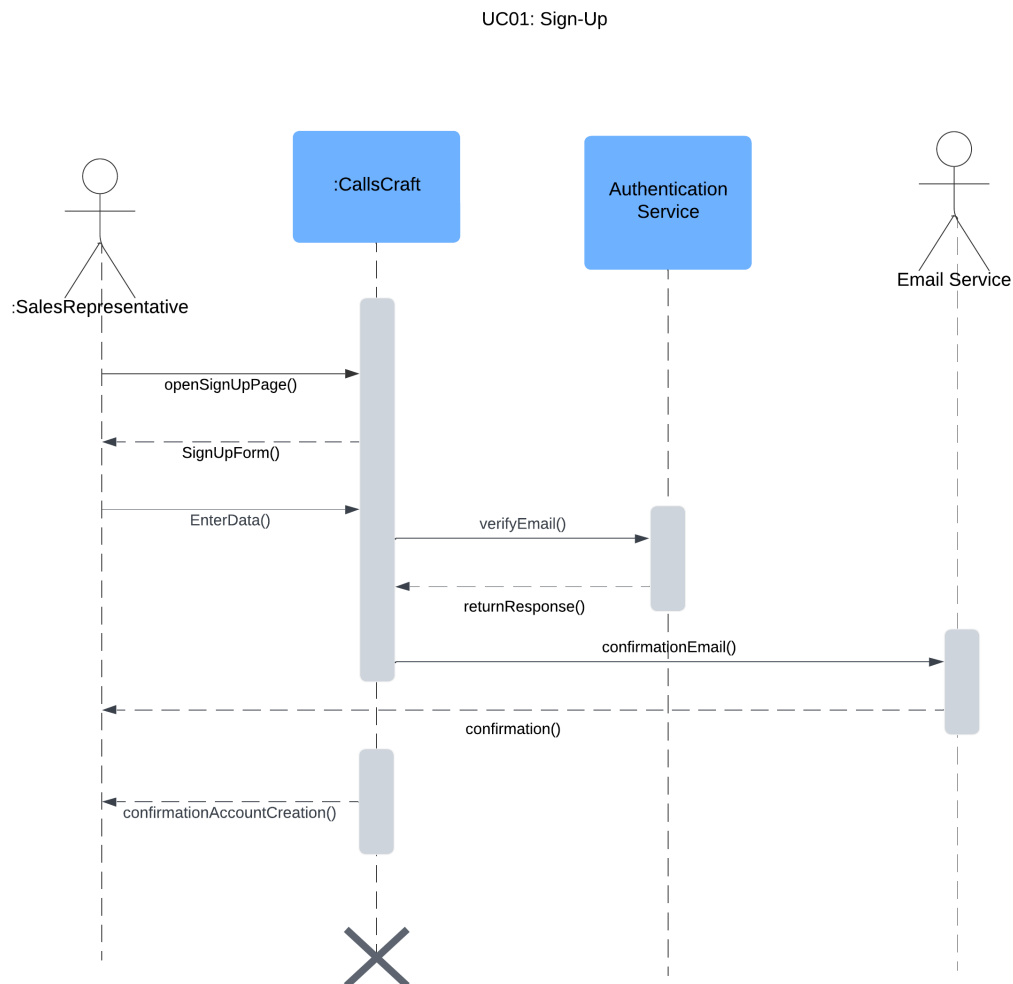 UC01: Sign-Up
:CallsCraft
Authentication
Service
Email Service
:SalesRepresentative
openSignUpPage()
SignUpForm()
EnterData()
verifyEmail()
returnResponse()
confirmationEmail()
confirmation()
confirmationAccountCreation()